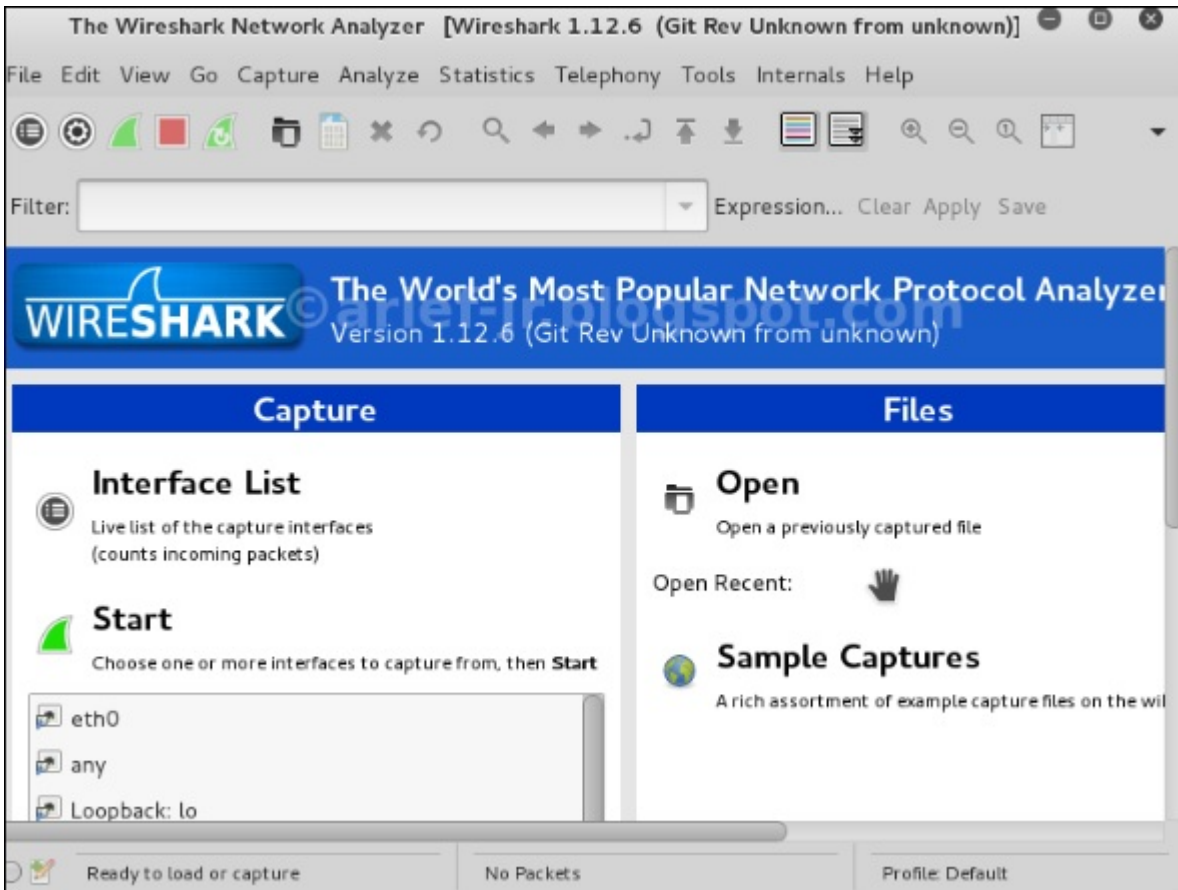 The Wireshark Network Analyzer [Wireshark 1.12.6 (Git Rev Unknown from unknown)]
File Edit View Go Capture Analyze Statistics Telephony Tools Internals Help
Filter: Expression... Clear Apply Save
WIRESHARK
The World's Most Popular Network Protocol Analyzer
Version 1.12.6 (Git Rev Unknown from unknown)
©arief-jr.blogspot.com
Capture
Interface List
Live list of the capture interfaces
(counts incoming packets)
Start
Choose one or more interfaces to capture from, then Start
eth0
any
Loopback: lo
Files
Open
Open a previously captured file
Open Recent:
Sample Captures
A rich assortment of example capture files on the wi
Ready to load or capture No Packets Profile: Default